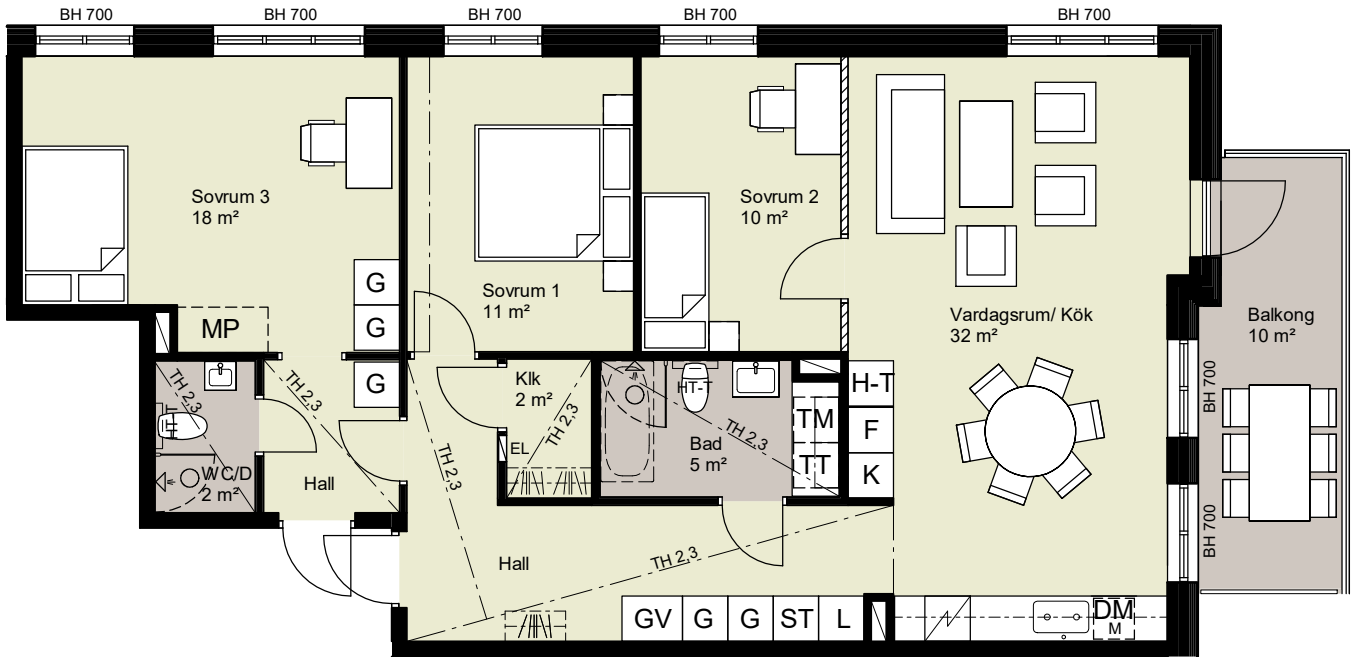 BH 700
BH 700
BH 700
BH 700
BH 700
Sovrum 3
18 m²
Sovrum 2
10 m²
Sovrum 1
11 m²
Vardagsrum/ Kök
32 m²
Balkong
10 m²
G
G
MP
G
TH 2,3
TH 2,3
HT-T
WC/D
2 m²
Hall
Klk
2 m²
TH 2,3
TH 2,3
EL
HT-T
TH 2,3
Bad
5 m²
TM
TT
H-T
F
K
BH 700
BH 700
Hall
TH 2,3
GV
G
G
ST
L
DM
M